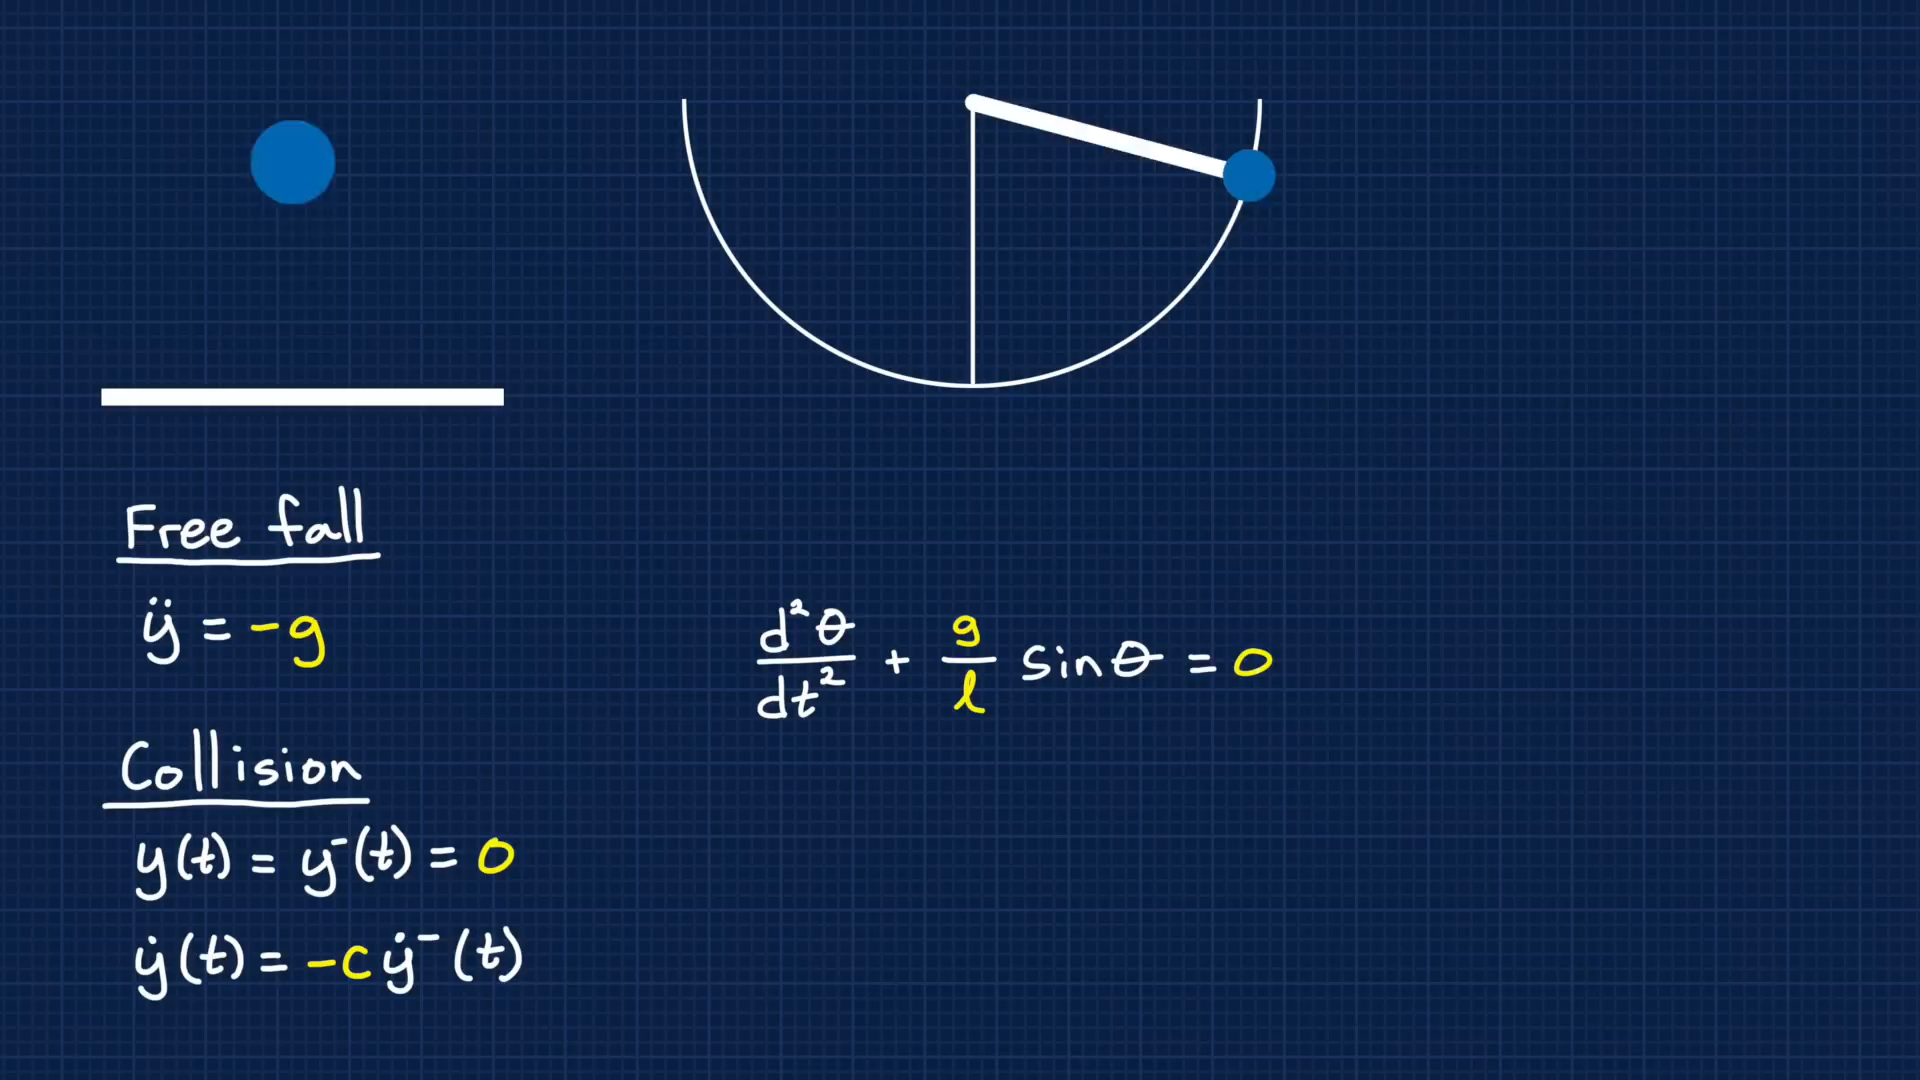 Free fall
ÿ = -g
Collision
y(t) = y⁻(t) = 0
ẏ(t) = -c ẏ⁻(t)
d²θ/dt² + g/l sinθ = 0